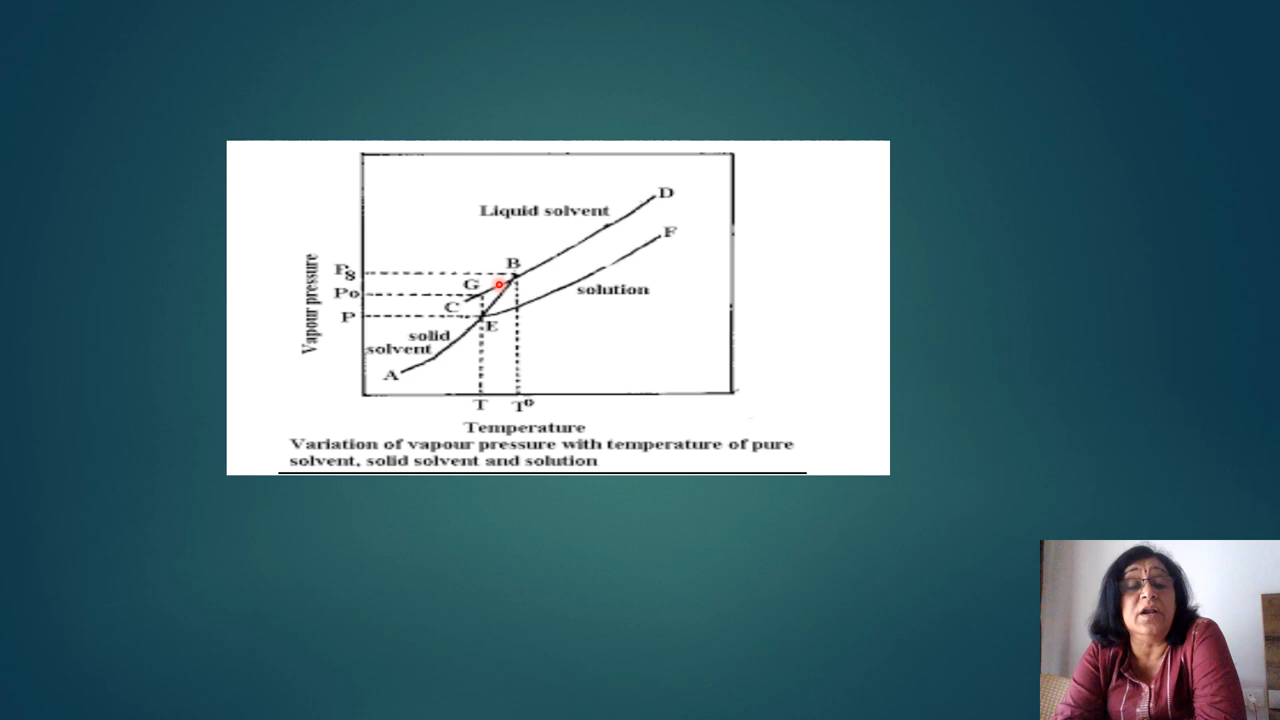 D
Liquid solvent
F
B
Ps
G
solution
Po
C
P
E
Vapour pressure
solid
solvent
A
T
To
Temperature
Variation of vapour pressure with temperature of pure
solvent, solid solvent and solution